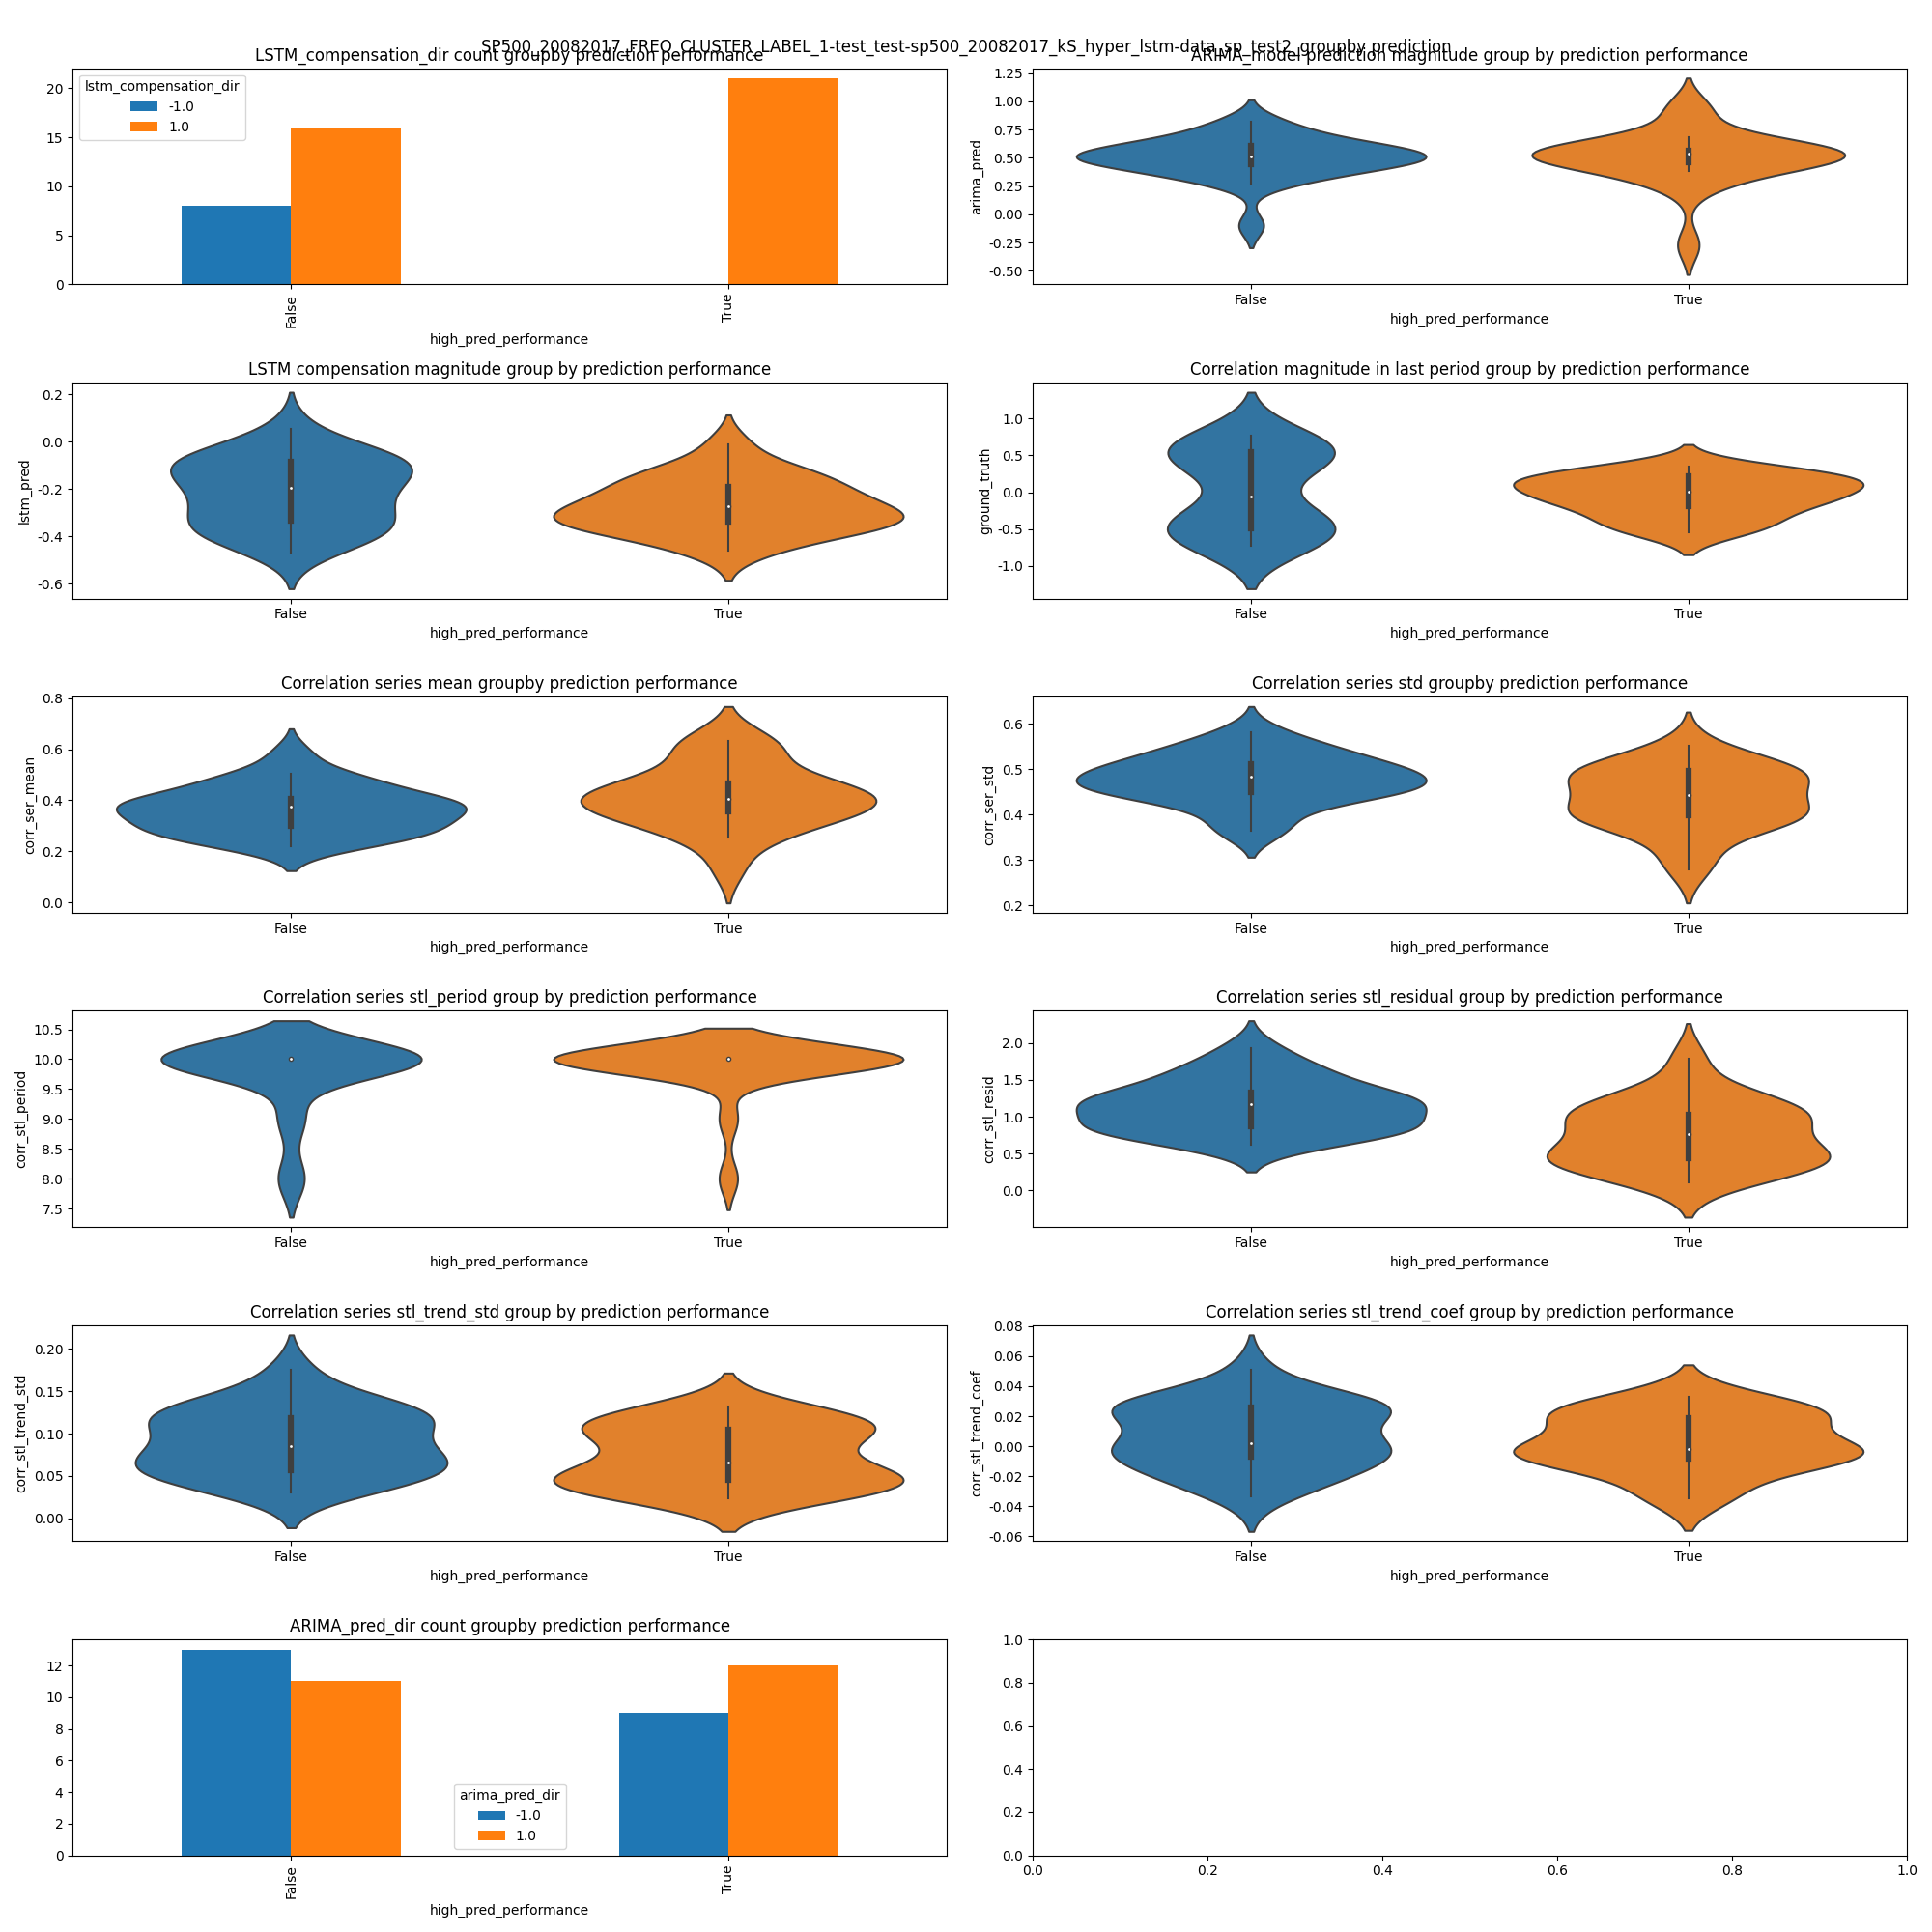 SP500_20082017_FREQ_CLUSTER_LABEL_1-test_test-sp500_20082017_kS_hyper_lstm-data_sp_test2_groupby prediction
LSTM_compensation_dir count groupby prediction performance
20
15
10
5
0
lstm_compensation_dir
-1.0
1.0
False
True
high_pred_performance
ARIMA_model prediction magnitude group by prediction performance
arima_pred
1.25
1.00
0.75
0.50
0.25
0.00
-0.25
-0.50
False
True
high_pred_performance
LSTM compensation magnitude group by prediction performance
lstm_pred
0.2
0.0
-0.2
-0.4
-0.6
False
True
high_pred_performance
Correlation magnitude in last period group by prediction performance
ground_truth
1.0
0.5
0.0
-0.5
-1.0
False
True
high_pred_performance
Correlation series mean groupby prediction performance
corr_ser_mean
0.8
0.6
0.4
0.2
0.0
False
True
high_pred_performance
Correlation series std groupby prediction performance
corr_ser_std
0.6
0.5
0.4
0.3
0.2
False
True
high_pred_performance
Correlation series stl_period group by prediction performance
corr_stl_period
10.5
10.0
9.5
9.0
8.5
8.0
7.5
False
True
high_pred_performance
Correlation series stl_residual group by prediction performance
corr_stl_resid
2.0
1.5
1.0
0.5
0.0
False
True
high_pred_performance
Correlation series stl_trend_std group by prediction performance
corr_stl_trend_std
0.20
0.15
0.10
0.05
0.00
False
True
high_pred_performance
Correlation series stl_trend_coef group by prediction performance
corr_stl_trend_coef
0.08
0.06
0.04
0.02
0.00
-0.02
-0.04
-0.06
False
True
high_pred_performance
ARIMA_pred_dir count groupby prediction performance
12
10
8
6
4
2
0
arima_pred_dir
-1.0
1.0
False
True
high_pred_performance
1.0
0.8
0.6
0.4
0.2
0.0
0.0
0.2
0.4
0.6
0.8
1.0